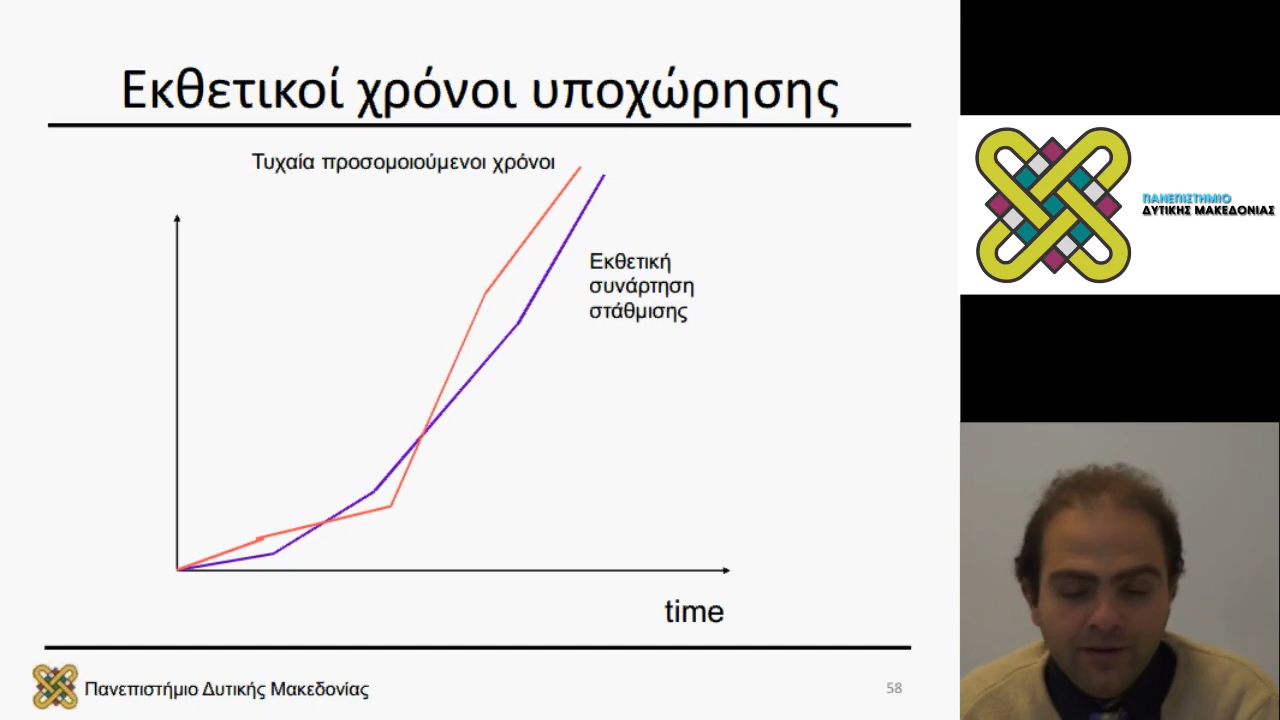 Εκθετικοί χρόνοι υποχώρησης
Τυχαία προσομοιούμενοι χρόνοι
Εκθετική
συνάρτηση
στάθμισης
time
Πανεπιστήμιο Δυτικής Μακεδονίας
58
ΠΑΝΕΠΙΣΤΗΜΙΟ
ΔΥΤΙΚΗΣ ΜΑΚΕΔΟΝΙΑΣ